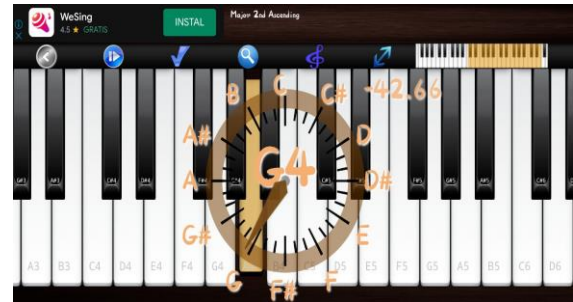 WeSing
4.5 ★ GRATIS
INSTAL
Major 2nd Ascending
-42.66
C
B
C#
A#
D
G4
A
D#
G#
E
G
F#
F
A3 B3 C4 D4 E4 F4 G4 C5 D5 E5 F5 G5 A5 B5 C6 D6